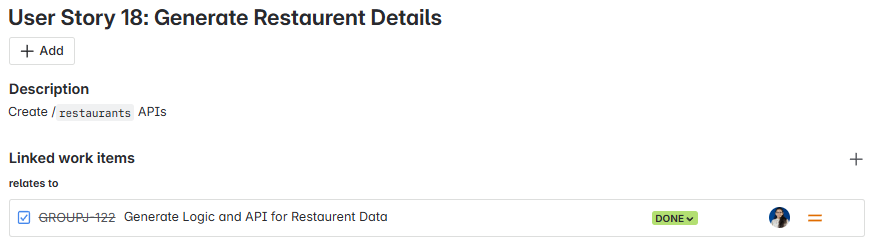 User Story 18: Generate Restaurent Details
Add
Description
Create /restaurants APIs
Linked work items
relates to
GROUPJ-122 Generate Logic and API for Restaurent Data DONE